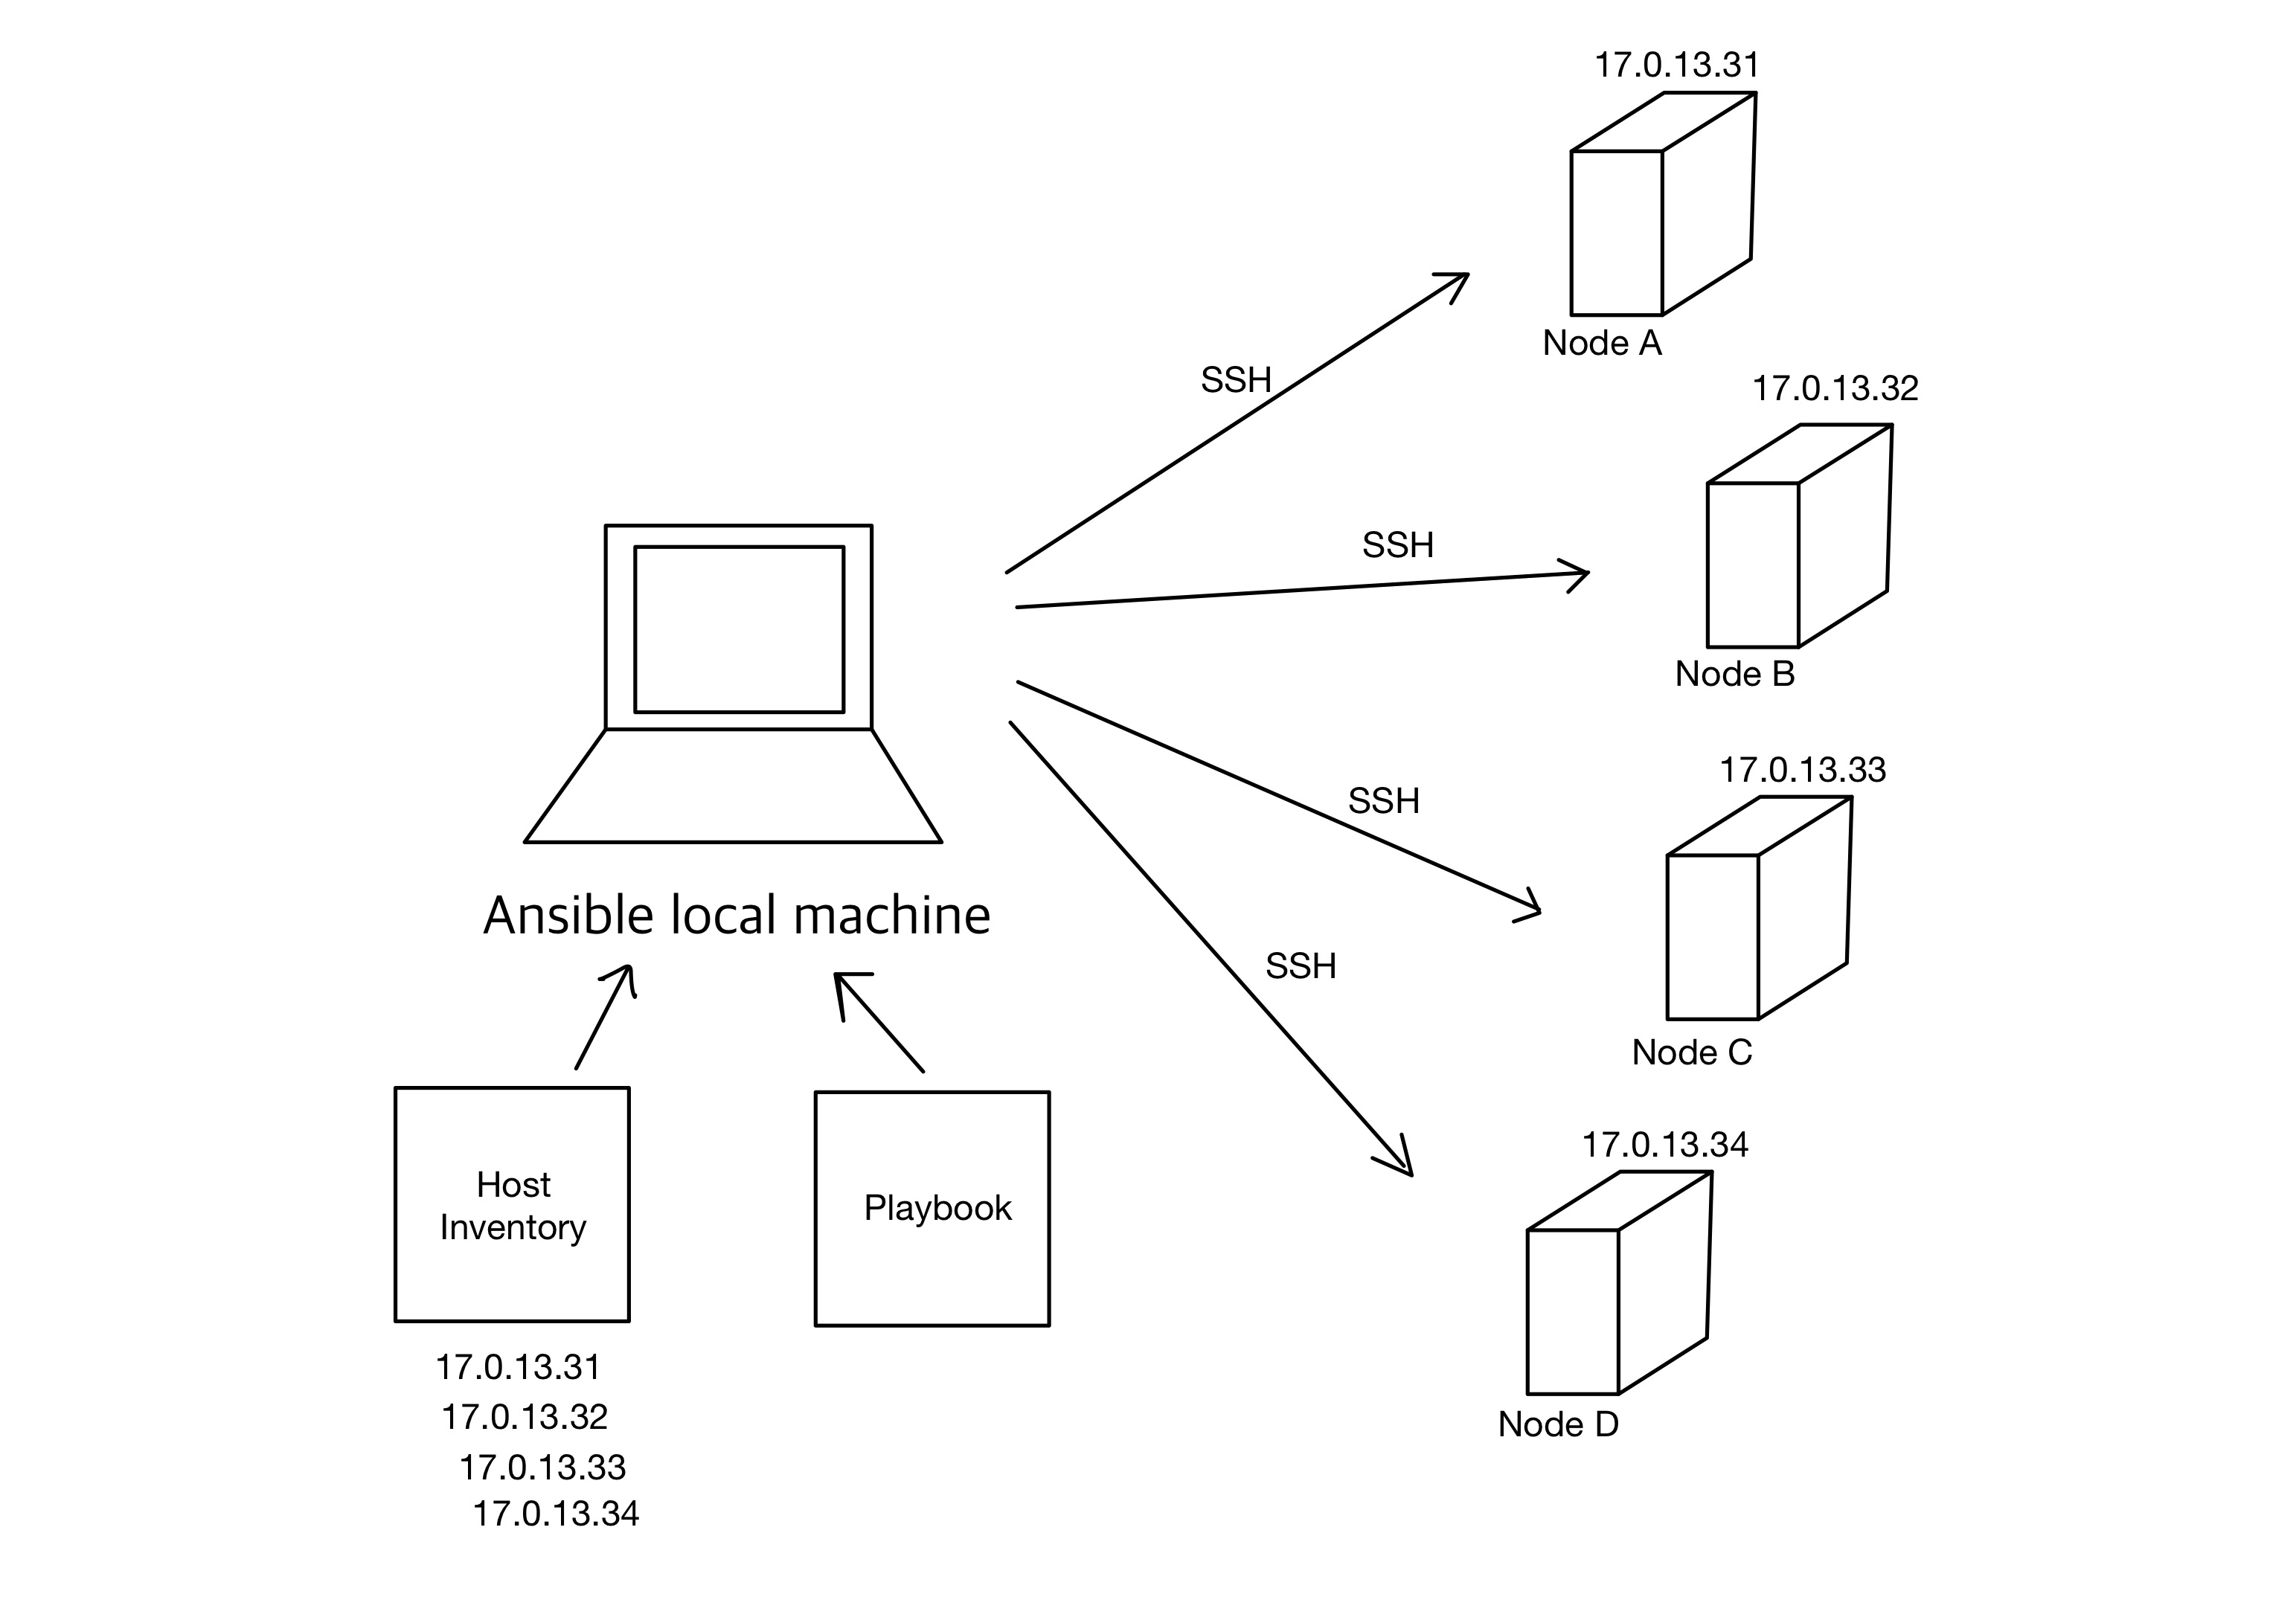 17.0.13.31
Node A
SSH
17.0.13.32
SSH
Node B
17.0.13.33
SSH
Node C
SSH
17.0.13.34
Node D
Ansible local machine
Host
Inventory
Playbook
17.0.13.31
17.0.13.32
17.0.13.33
17.0.13.34